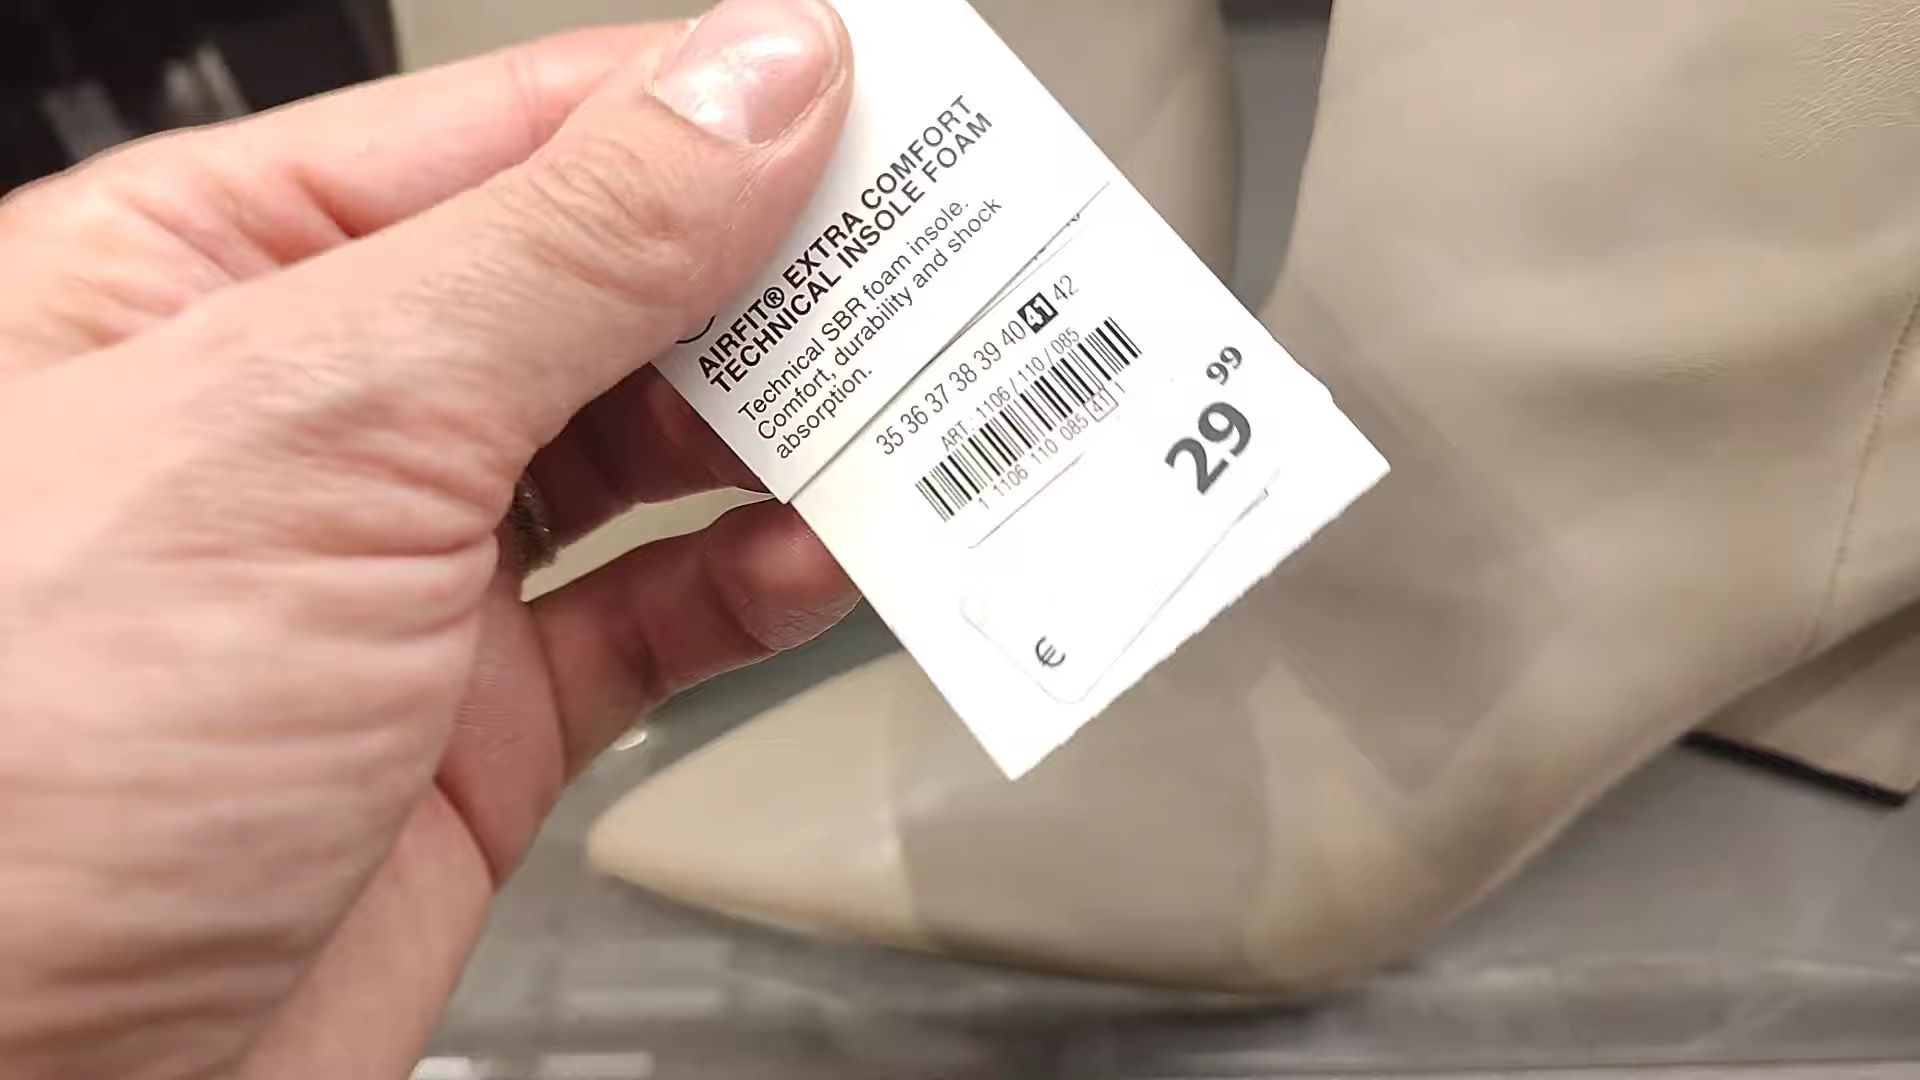 AIRFIT® EXTRA COMFORT
TECHNICAL INSOLE FOAM
Technical SBR foam insole.
Comfort, durability and shock
absorption.
35 36 37 38 39 40 41 42
ART.: 1106 / 110 / 085
1 1106 110 085 41
29 99
€